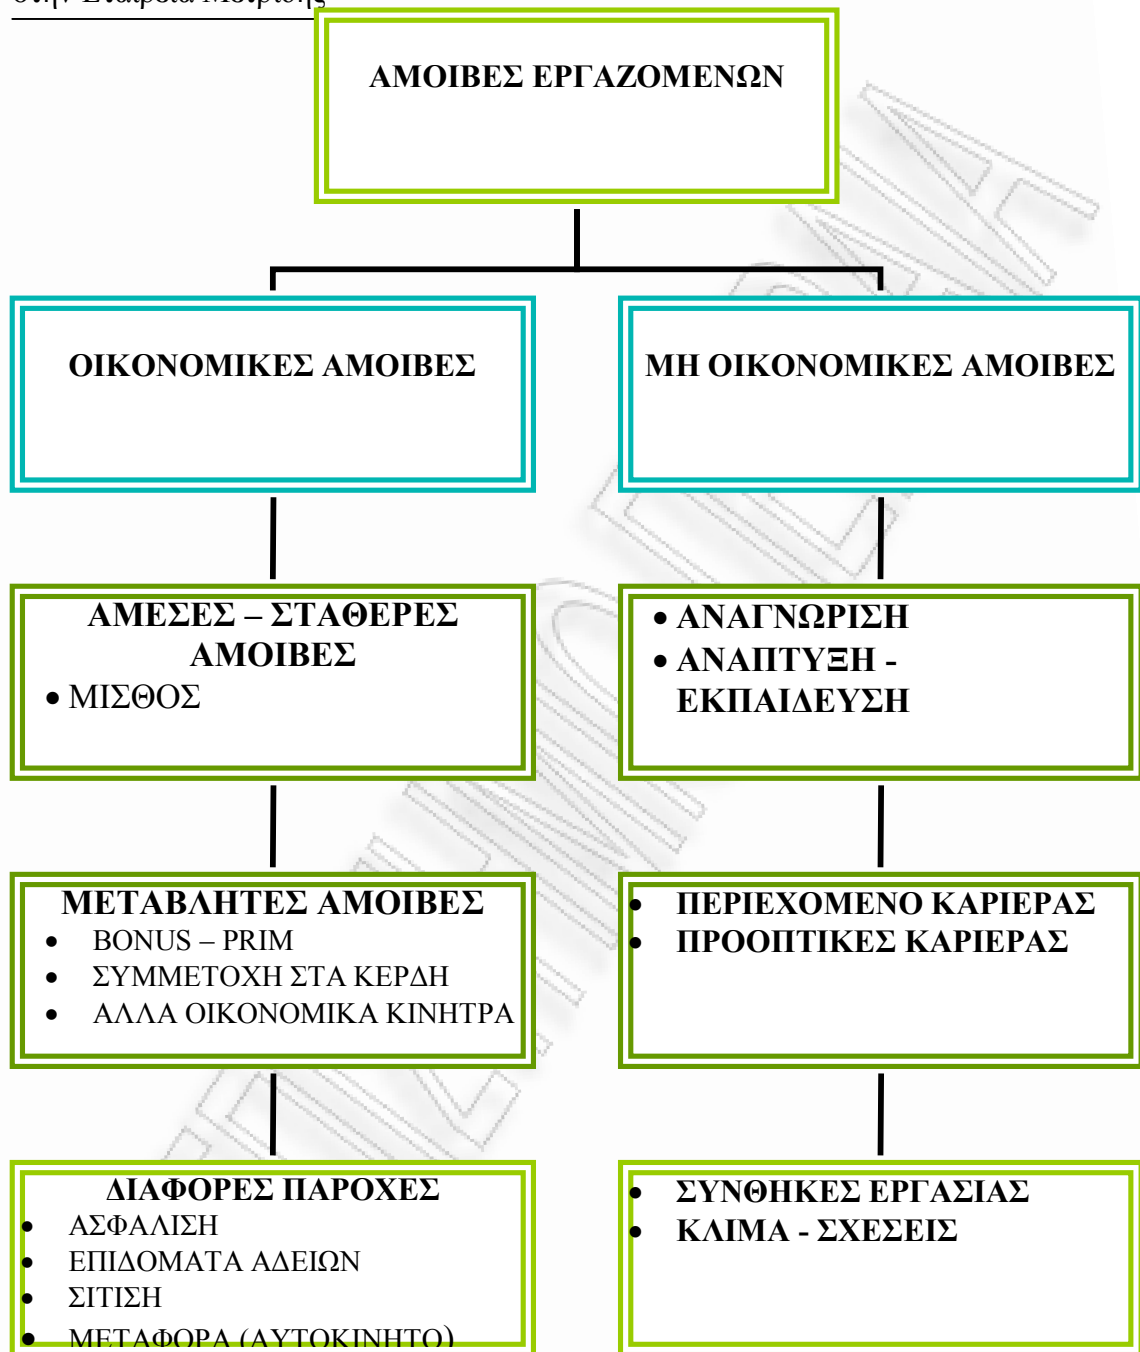 ΑΜΟΙΒΕΣ ΕΡΓΑΖΟΜΕΝΩΝ
ΟΙΚΟΝΟΜΙΚΕΣ ΑΜΟΙΒΕΣ
ΜΗ ΟΙΚΟΝΟΜΙΚΕΣ ΑΜΟΙΒΕΣ
ΑΜΕΣΕΣ – ΣΤΑΘΕΡΕΣ
ΑΜΟΙΒΕΣ
• ΜΙΣΘΟΣ
• ΑΝΑΓΝΩΡΙΣΗ
• ΑΝΑΠΤΥΞΗ -
ΕΚΠΑΙΔΕΥΣΗ
ΜΕΤΑΒΛΗΤΕΣ ΑΜΟΙΒΕΣ
• BONUS – PRIM
• ΣΥΜΜΕΤΟΧΗ ΣΤΑ ΚΕΡΔΗ
• ΑΛΛΑ ΟΙΚΟΝΟΜΙΚΑ ΚΙΝΗΤΡΑ
• ΠΕΡΙΕΧΟΜΕΝΟ ΚΑΡΙΕΡΑΣ
• ΠΡΟΟΠΤΙΚΕΣ ΚΑΡΙΕΡΑΣ
ΔΙΑΦΟΡΕΣ ΠΑΡΟΧΕΣ
• ΑΣΦΑΛΙΣΗ
• ΕΠΙΔΟΜΑΤΑ ΑΔΕΙΩΝ
• ΣΙΤΙΣΗ
• ΜΕΤΑΦΟΡΑ (ΑΥΤΟΚΙΝΗΤΟ)
• ΣΥΝΘΗΚΕΣ ΕΡΓΑΣΙΑΣ
• ΚΛΙΜΑ - ΣΧΕΣΕΙΣ